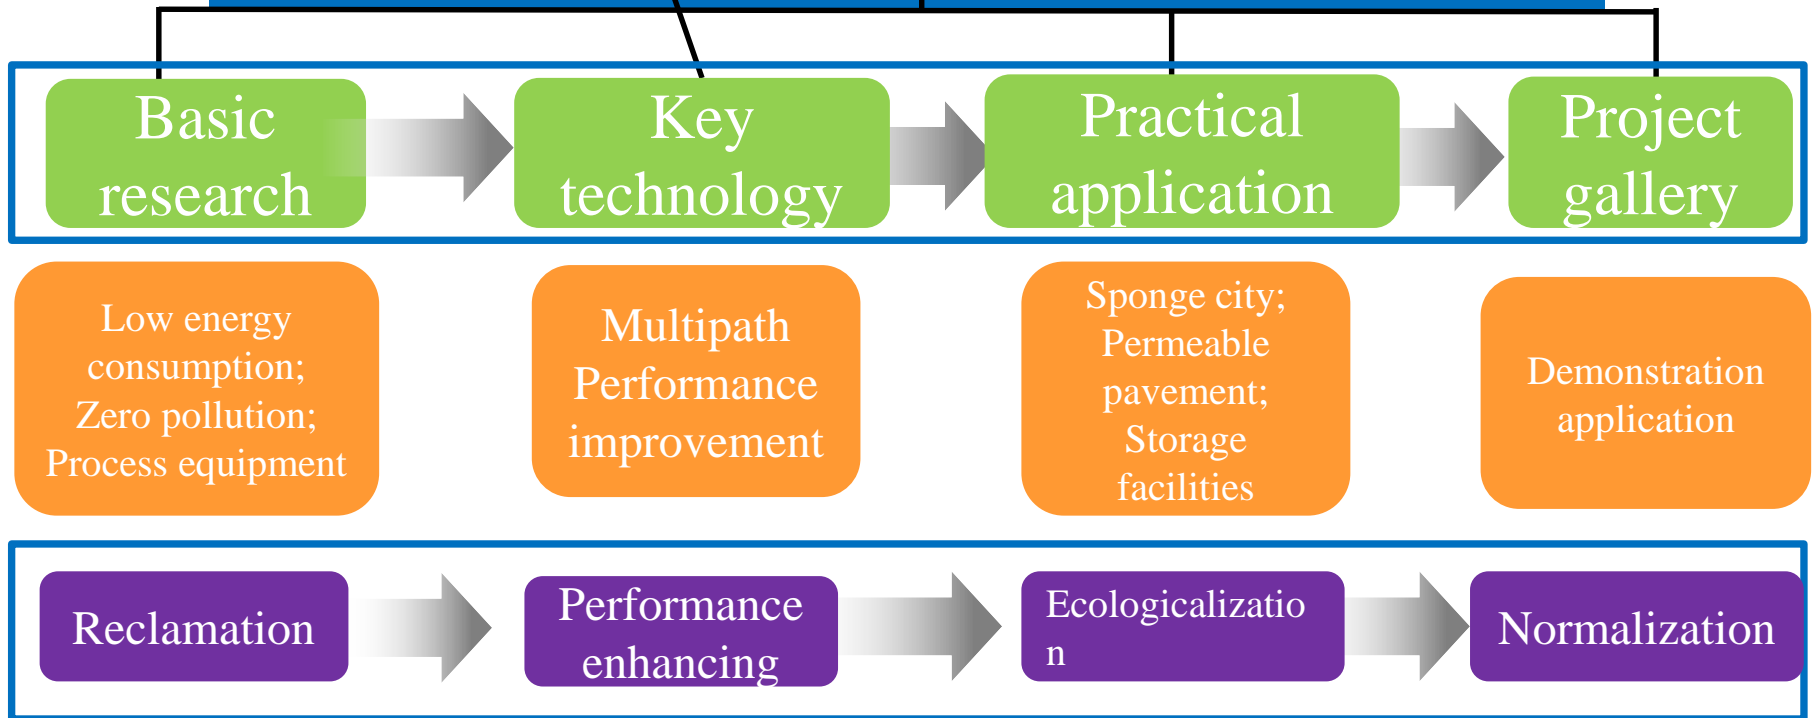 Basic
research
Key
technology
Practical
application
Project
gallery
Low energy
consumption;
Zero pollution;
Process equipment
Multipath
Performance
improvement
Sponge city;
Permeable
pavement;
Storage
facilities
Demonstration
application
Reclamation
Performance
enhancing
Ecologicalizatio
n
Normalization